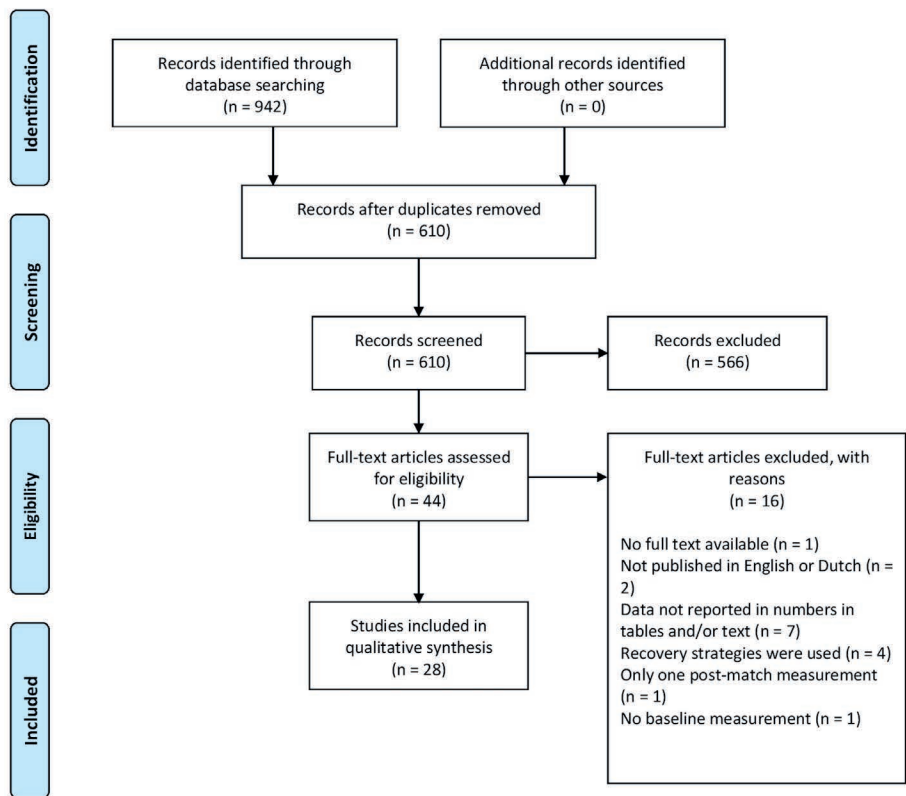 Identification
Records identified through
database searching
(n = 942)
Additional records identified
through other sources
(n = 0)
Records after duplicates removed
(n = 610)
Screening
Records screened
(n = 610)
Records excluded
(n = 566)
Eligibility
Full-text articles assessed
for eligibility
(n = 44)
Full-text articles excluded, with
reasons
(n = 16)
No full text available (n = 1)
Not published in English or Dutch (n =
2)
Data not reported in numbers in
tables and/or text (n = 7)
Recovery strategies were used (n = 4)
Only one post-match measurement
(n = 1)
No baseline measurement (n = 1)
Included
Studies included in
qualitative synthesis
(n = 28)